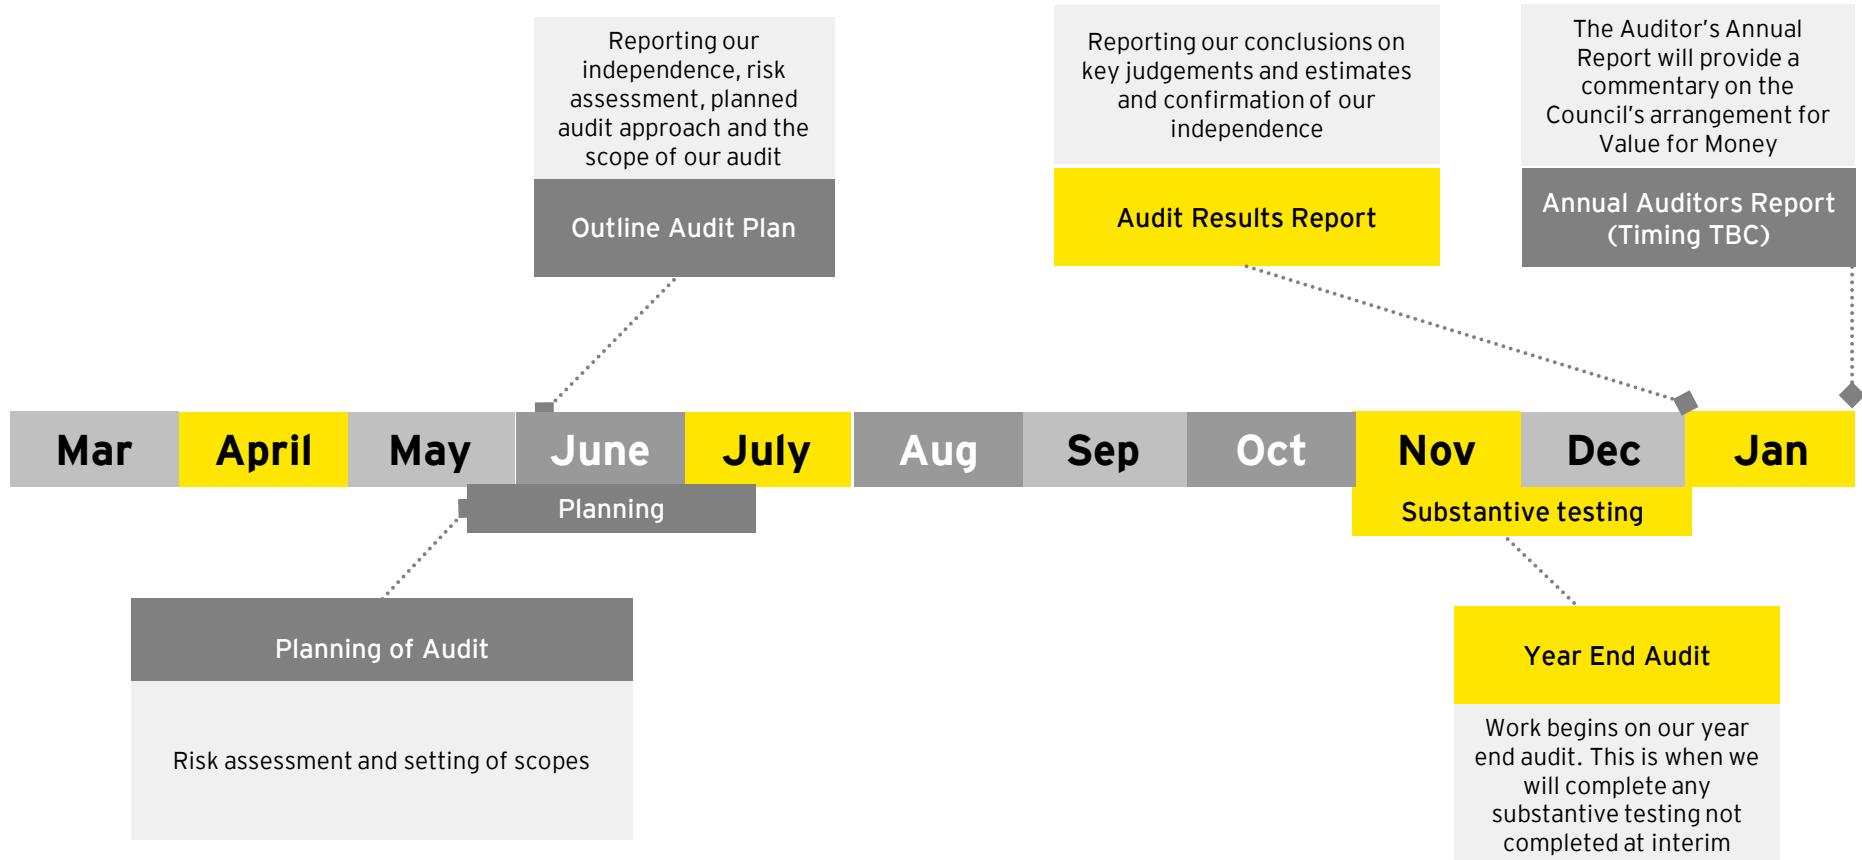 Reporting our
independence, risk
assessment, planned
audit approach and the
scope of our audit
Outline Audit Plan
Reporting our conclusions on
key judgements and estimates
and confirmation of our
independence
Audit Results Report
The Auditor’s Annual
Report will provide a
commentary on the
Council’s arrangement for
Value for Money
Annual Auditors Report
(Timing TBC)
Mar April May June July Aug Sep Oct Nov Dec Jan
Planning
Substantive testing
Planning of Audit
Risk assessment and setting of scopes
Year End Audit
Work begins on our year
end audit. This is when we
will complete any
substantive testing not
completed at interim